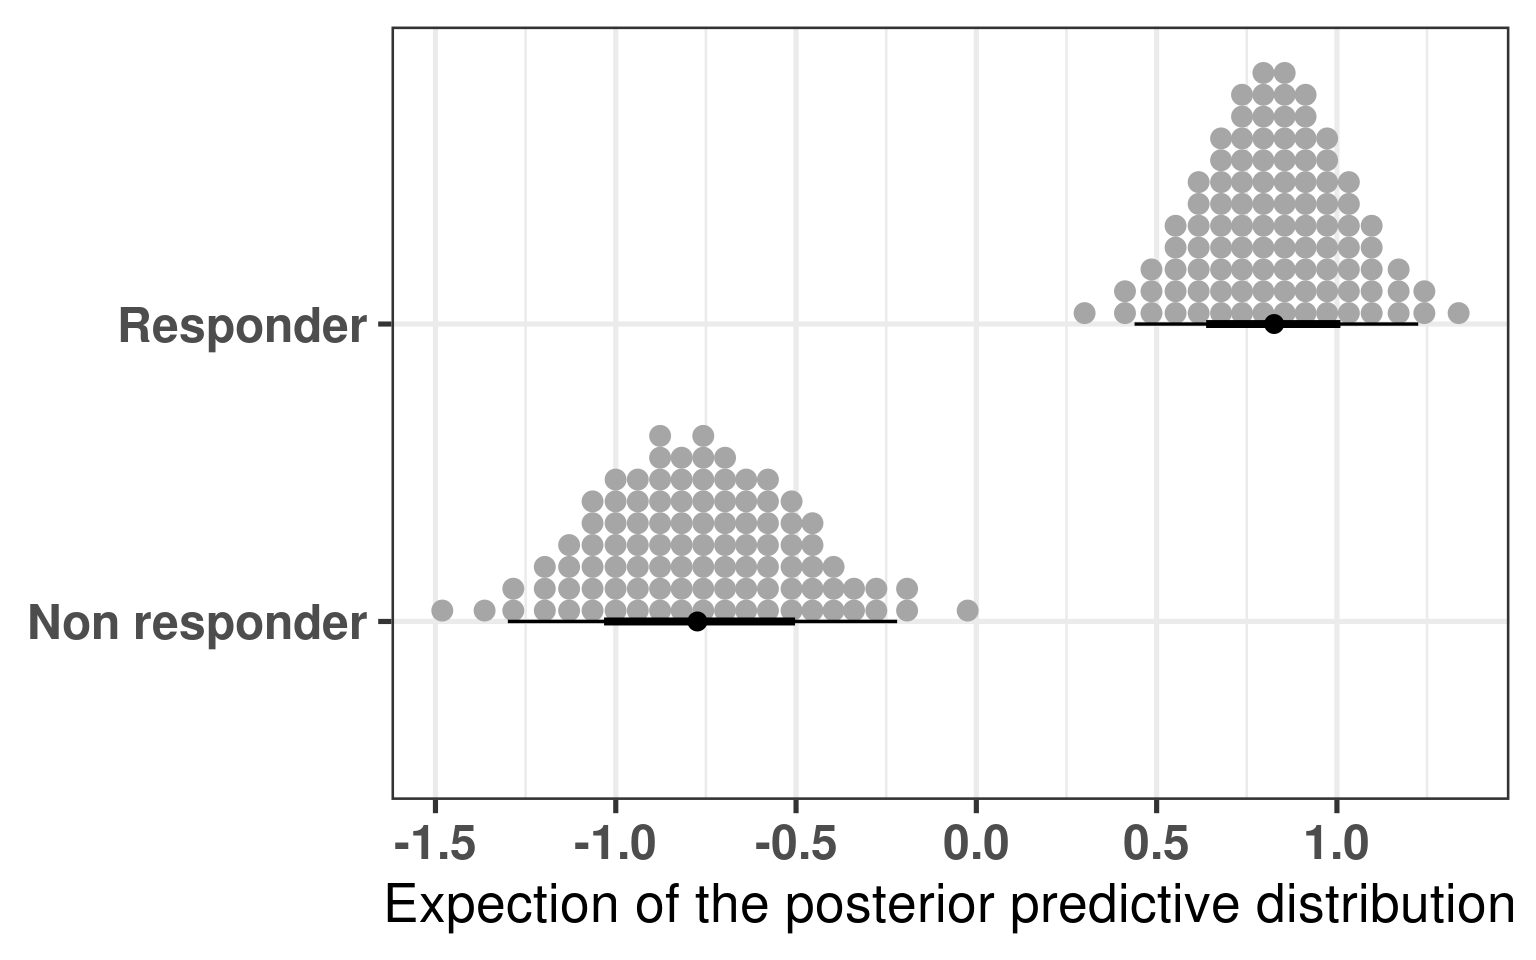 Responder
Non responder
-1.5 -1.0 -0.5 0.0 0.5 1.0
Expection of the posterior predictive distribution